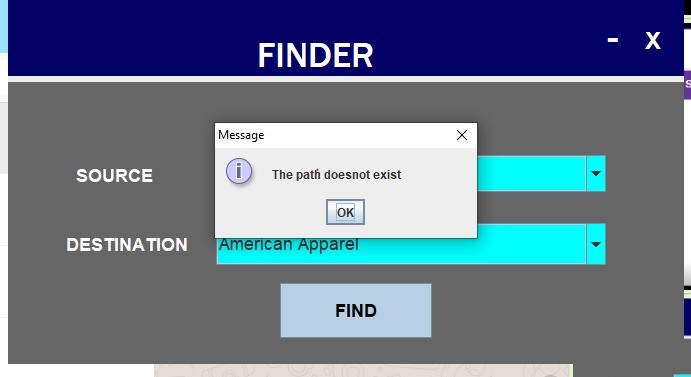 FINDER
- X
Message
SOURCE
The path doesnot exist
OK
DESTINATION
American Apparel
FIND